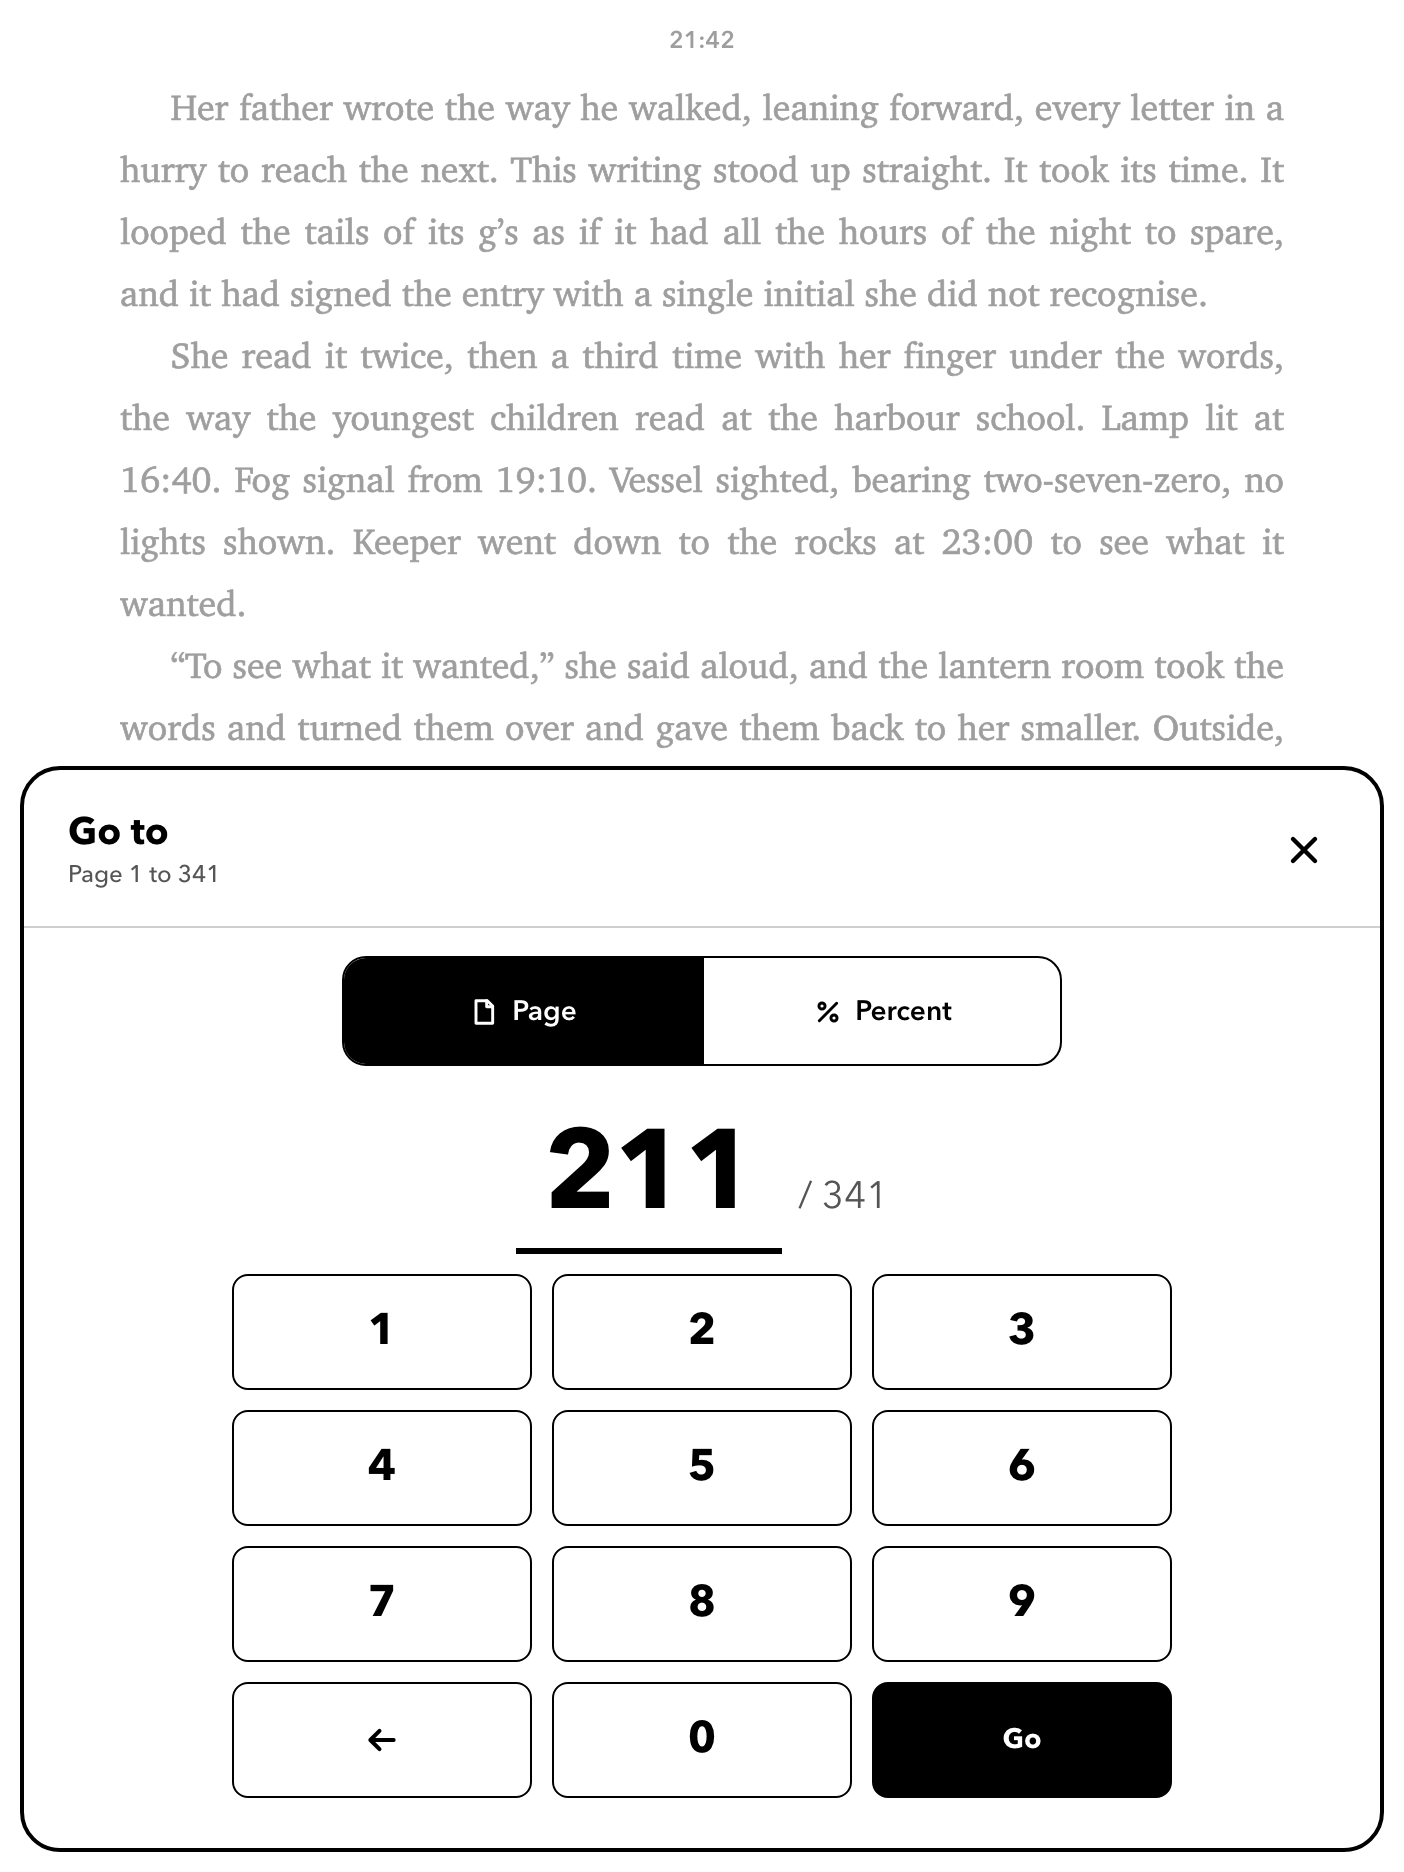 21:42
Her father wrote the way he walked, leaning forward, every letter in a
hurry to reach the next. This writing stood up straight. It took its time. It
looped the tails of its g’s as if it had all the hours of the night to spare,
and it had signed the entry with a single initial she did not recognise.
She read it twice, then a third time with her finger under the words,
the way the youngest children read at the harbour school. Lamp lit at
16:40. Fog signal from 19:10. Vessel sighted, bearing two-seven-zero, no
lights shown. Keeper went down to the rocks at 23:00 to see what it
wanted.
“To see what it wanted,” she said aloud, and the lantern room took the
words and turned them over and gave them back to her smaller. Outside,
Go to
Page 1 to 341
Page Percent
211 / 341
1 2 3
4 5 6
7 8 9
0 Go